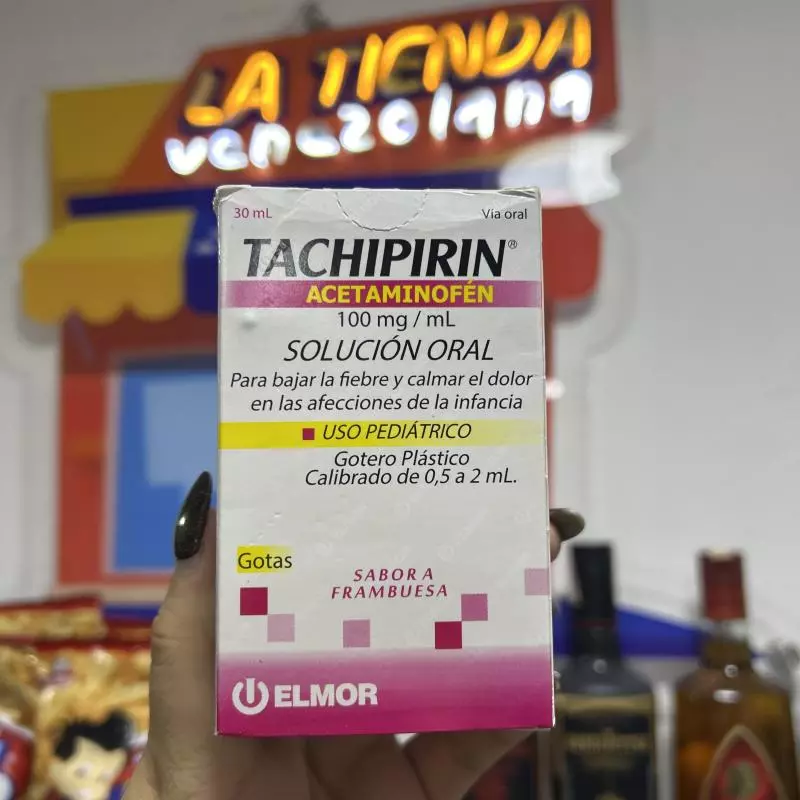 LA TIENDA
venezolana
30 mL
Vía oral
TACHIPIRIN®
ACETAMINOFÉN
100 mg / mL
SOLUCIÓN ORAL
Para bajar la fiebre y calmar el dolor
en las afecciones de la infancia
USO PEDIÁTRICO
Gotero Plástico
Calibrado de 0,5 a 2 mL.
Gotas
SABOR A
FRAMBUESA
ELMOR